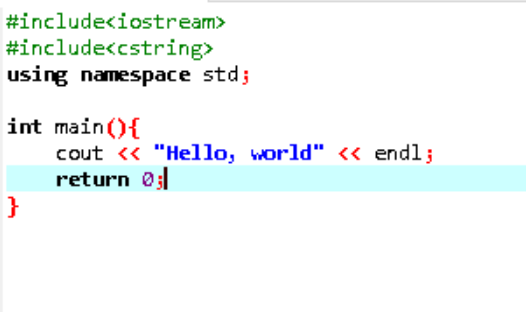 #include<iostream>
#include<cstring>
using namespace std;

int main(){
    cout << "Hello, world" << endl;
    return 0;
}